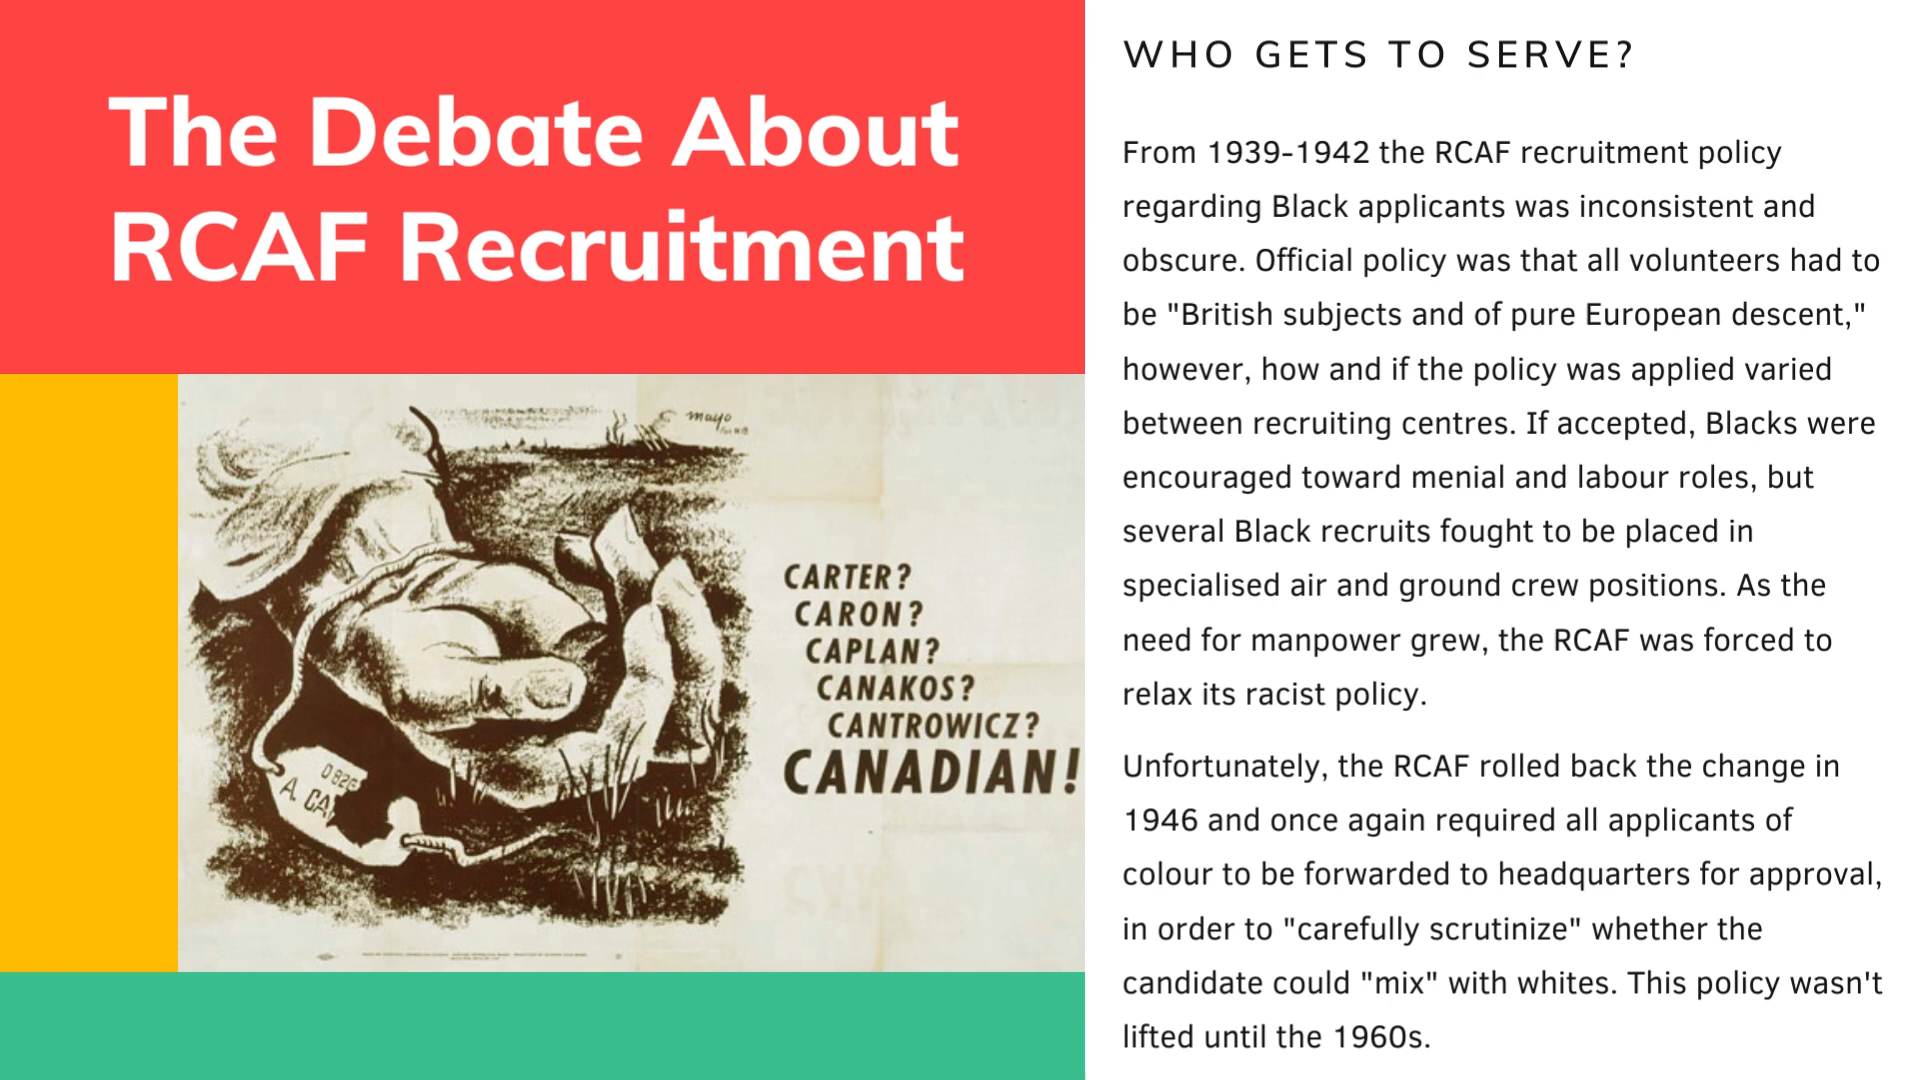 The Debate About
RCAF Recruitment
mayo
CARTER?
CARON?
CAPLAN?
CANAKOS?
CANTROWICZ?
CANADIAN!
A. CA
WHO GETS TO SERVE?
From 1939-1942 the RCAF recruitment policy
regarding Black applicants was inconsistent and
obscure. Official policy was that all volunteers had to
be "British subjects and of pure European descent,"
however, how and if the policy was applied varied
between recruiting centres. If accepted, Blacks were
encouraged toward menial and labour roles, but
several Black recruits fought to be placed in
specialised air and ground crew positions. As the
need for manpower grew, the RCAF was forced to
relax its racist policy.
Unfortunately, the RCAF rolled back the change in
1946 and once again required all applicants of
colour to be forwarded to headquarters for approval,
in order to "carefully scrutinize" whether the
candidate could "mix" with whites. This policy wasn't
lifted until the 1960s.